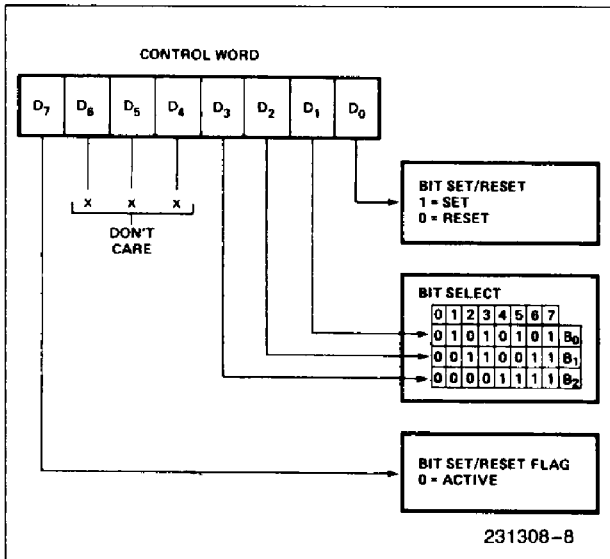 CONTROL WORD
D7 D6 D5 D4 D3 D2 D1 D0
BIT SET/RESET
1 = SET
0 = RESET
X X X
DON'T
CARE
BIT SELECT
0 1 2 3 4 5 6 7
0 1 0 1 0 1 0 1 B0
0 0 1 1 0 0 1 1 B1
0 0 0 0 1 1 1 1 B2
BIT SET/RESET FLAG
0 = ACTIVE
231308-8